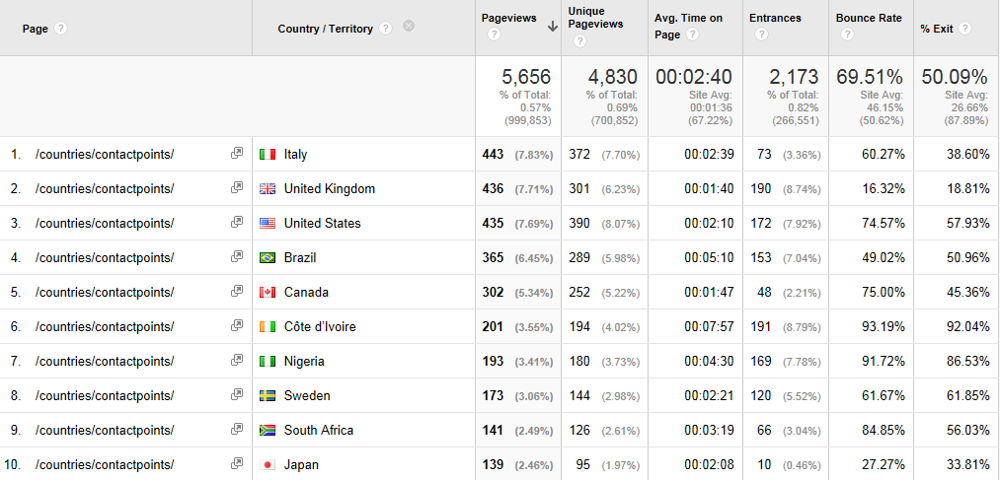 Page ? Country / Territory ? Pageviews ? Unique Pageviews ? Avg. Time on Page ? Entrances ? Bounce Rate ? % Exit ?
5,656 4,830 00:02:40 2,173 69.51% 50.09%
% of Total: % of Total: Site Avg: % of Total: Site Avg: Site Avg:
0.57% 0.69% 00:01:36 0.82% 46.15% 26.66%
(999,853) (700,852) (67.22%) (266,551) (50.62%) (87.89%)
1. /countries/contactpoints/ Italy 443 (7.83%) 372 (7.70%) 00:02:39 73 (3.36%) 60.27% 38.60%
2. /countries/contactpoints/ United Kingdom 436 (7.71%) 301 (6.23%) 00:01:40 190 (8.74%) 16.32% 18.81%
3. /countries/contactpoints/ United States 435 (7.69%) 390 (8.07%) 00:02:10 172 (7.92%) 74.57% 57.93%
4. /countries/contactpoints/ Brazil 365 (6.45%) 289 (5.98%) 00:05:10 153 (7.04%) 49.02% 50.96%
5. /countries/contactpoints/ Canada 302 (5.34%) 252 (5.22%) 00:01:47 48 (2.21%) 75.00% 45.36%
6. /countries/contactpoints/ Côte d'Ivoire 201 (3.55%) 194 (4.02%) 00:07:57 191 (8.79%) 93.19% 92.04%
7. /countries/contactpoints/ Nigeria 193 (3.41%) 180 (3.73%) 00:04:30 169 (7.78%) 91.72% 86.53%
8. /countries/contactpoints/ Sweden 173 (3.06%) 144 (2.98%) 00:02:21 120 (5.52%) 61.67% 61.85%
9. /countries/contactpoints/ South Africa 141 (2.49%) 126 (2.61%) 00:03:19 66 (3.04%) 84.85% 56.03%
10. /countries/contactpoints/ Japan 139 (2.46%) 95 (1.97%) 00:02:08 10 (0.46%) 27.27% 33.81%